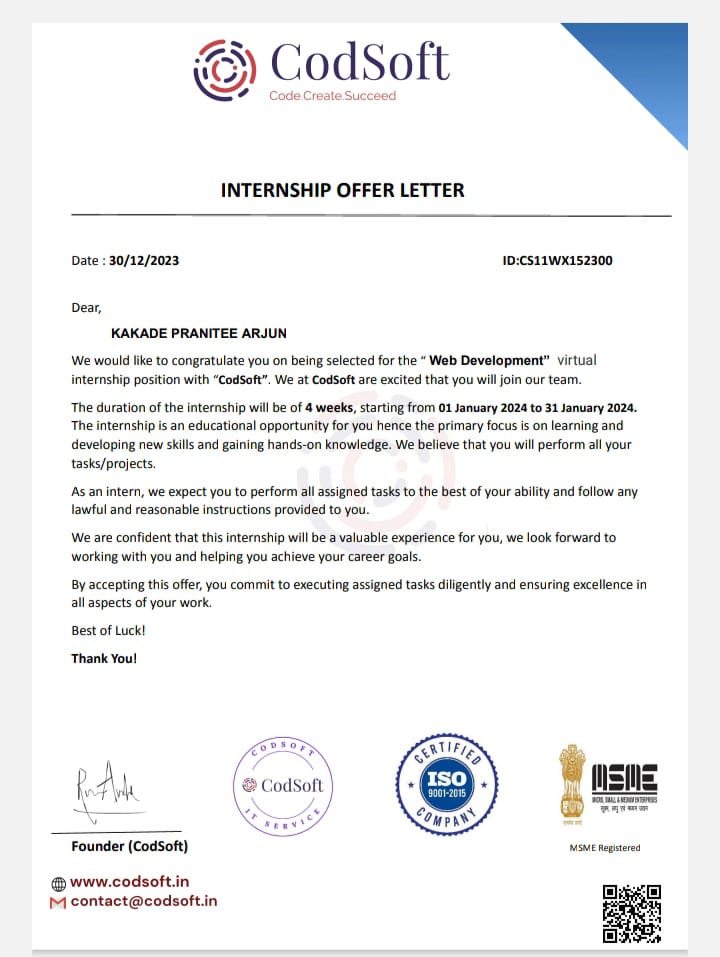 CodSoft
Code.Create.Succeed
INTERNSHIP OFFER LETTER
Date : 30/12/2023
ID:CS11WX152300
Dear,
KAKADE PRANITEE ARJUN
We would like to congratulate you on being selected for the “ Web Development” virtual
internship position with “CodSoft”. We at CodSoft are excited that you will join our team.
The duration of the internship will be of 4 weeks, starting from 01 January 2024 to 31 January 2024.
The internship is an educational opportunity for you hence the primary focus is on learning and
developing new skills and gaining hands-on knowledge. We believe that you will perform all your
tasks/projects.
As an intern, we expect you to perform all assigned tasks to the best of your ability and follow any
lawful and reasonable instructions provided to you.
We are confident that this internship will be a valuable experience for you, we look forward to
working with you and helping you achieve your career goals.
By accepting this offer, you commit to executing assigned tasks diligently and ensuring excellence in
all aspects of your work.
Best of Luck!
Thank You!
CODSOFT
CodSoft
IT SERVICE
CERTIFIED
ISO
9001-2015
COMPANY
MSME
MICRO, SMALL & MEDIUM ENTERPRISES
सूक्ष्म, लघु एवं मध्यम उद्यम
Founder (CodSoft)
MSME Registered
www.codsoft.in
contact@codsoft.in